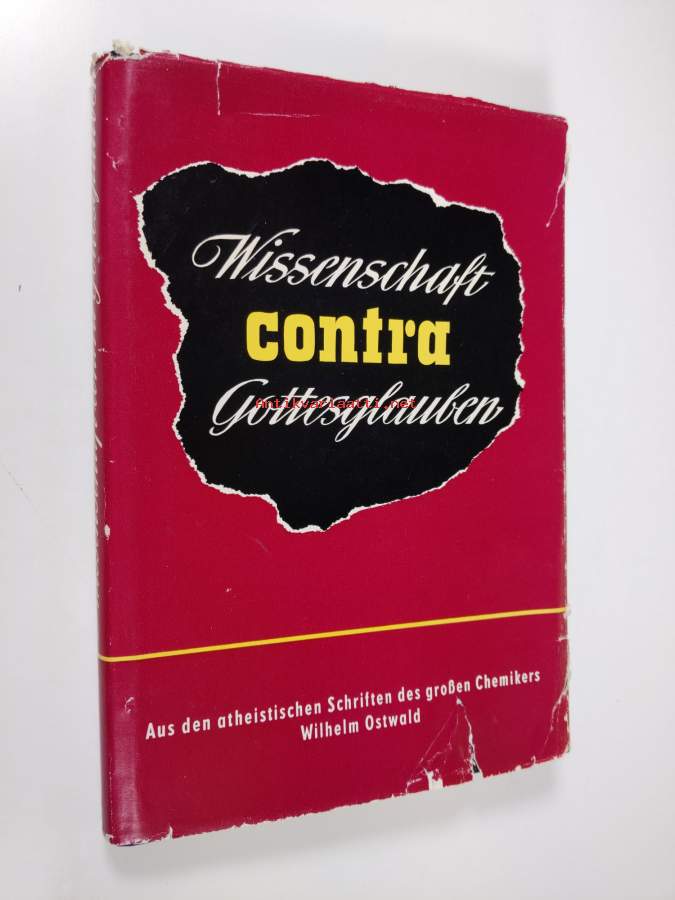 Wissenschaft
contra
Gottesglauben
Antikvariaatti.net
Aus den atheistischen Schriften des großen Chemikers
Wilhelm Ostwald